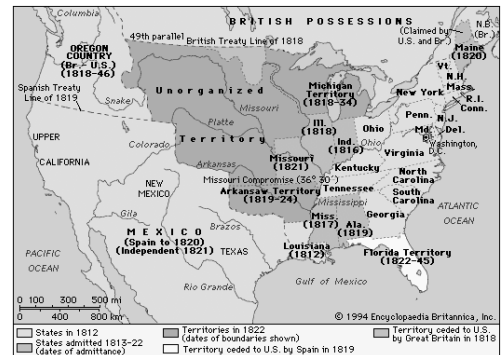 Columbia
BRITISH POSSESSIONS
49th parallel
British Treaty Line of 1818
(Claimed by
U.S. and Br.)
N.B.
(Br.)
OREGON
COUNTRY
(Br. - U.S.)
(1818-46)
Maine
(1820)
Spanish Treaty
Line of 1819
Snake
Unorganized
Territory
Missouri
Platte
Michigan
Territory
(1818-34)
Vt.
N.H.
Mass.
New York
R.I.
Conn.
Ill.
(1818)
Ind.
(1816)
Ohio
Penn.
N.J.
Md.
Del.
Washington,
D.C.
UPPER
CALIFORNIA
Colorado
Arkansas
Missouri
(1821)
Ohio
Virginia
Kentucky
Missouri Compromise (36° 30′)
North
Carolina
Tennessee
NEW
MEXICO
Arkansaw Territory
(1819-24)
Mississippi
South
Carolina
Gila
Brazos
Miss.
(1817)
Ala.
(1819)
Georgia
ATLANTIC
OCEAN
MEXICO
(Spain to 1820)
(Independent 1821)
TEXAS
Louisiana
(1812)
Florida Territory
(1822-45)
PACIFIC
OCEAN
Rio Grande
Gulf of Mexico
0 100 300 500 mi
0 200 400 600 800 km
© 1994 Encyclopaedia Britannica, Inc.
States in 1812
States admitted 1813-22
(dates of admittance)
Territories in 1822
(dates of boundaries shown)
Territory ceded to U.S. by Spain in 1819
Territory ceded to U.S.
by Great Britain in 1818